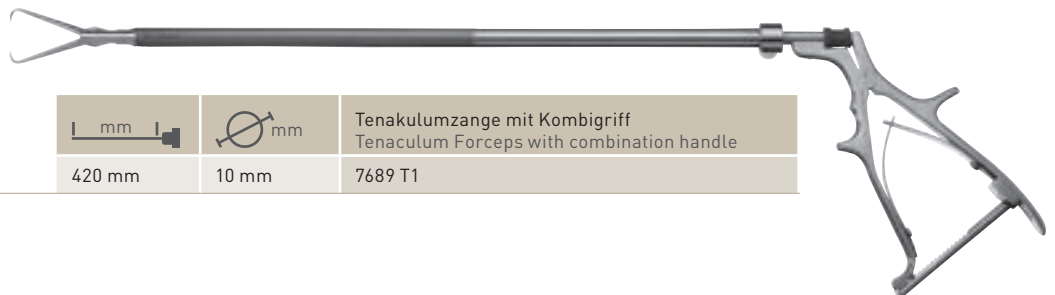 mm
mm
Tenakulumzange mit Kombigriff
Tenaculum Forceps with combination handle
420 mm
10 mm
7689 T1